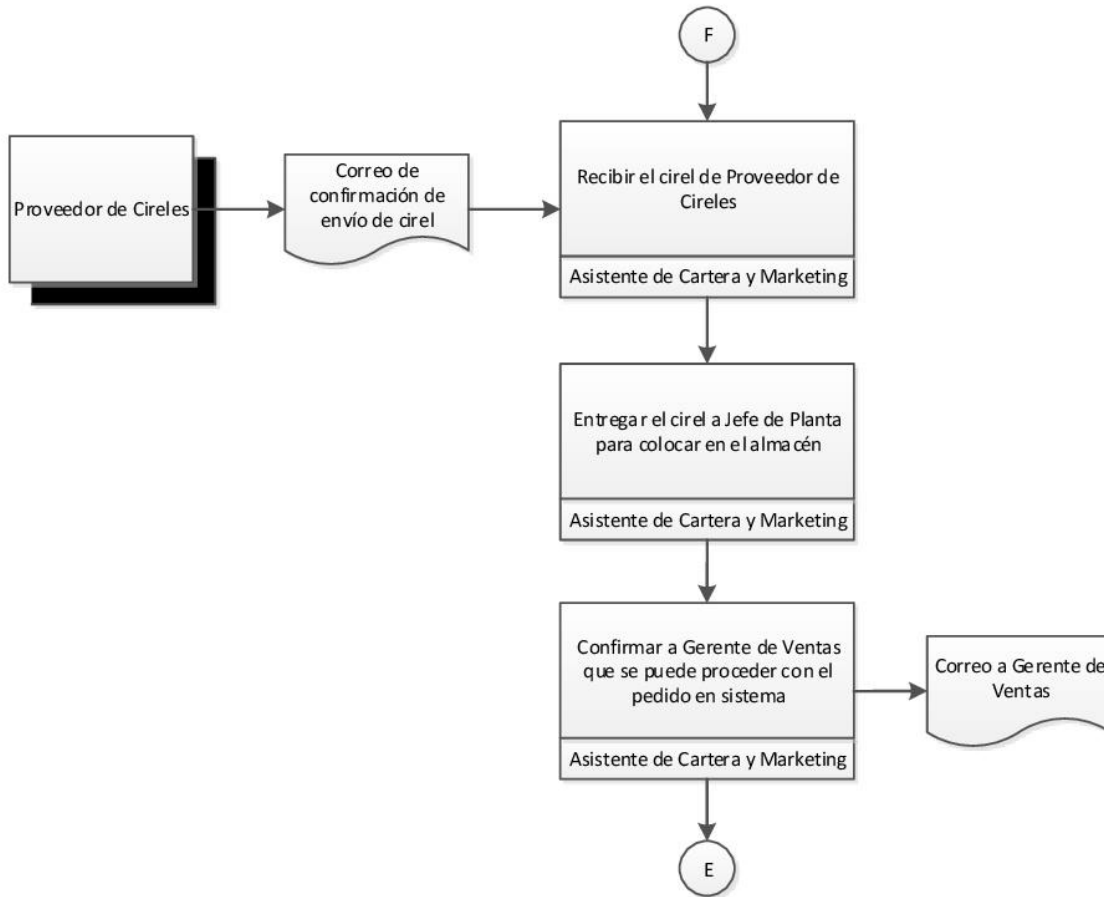 F
Proveedor de Cireles
Correo de
confirmación de
envío de cirel
Recibir el cirel de Proveedor de
Cireles
Asistente de Cartera y Marketing
Entregar el cirel a Jefe de Planta
para colocar en el almacén
Asistente de Cartera y Marketing
Confirmar a Gerente de Ventas
que se puede proceder con el
pedido en sistema
Asistente de Cartera y Marketing
Correo a Gerente de
Ventas
E